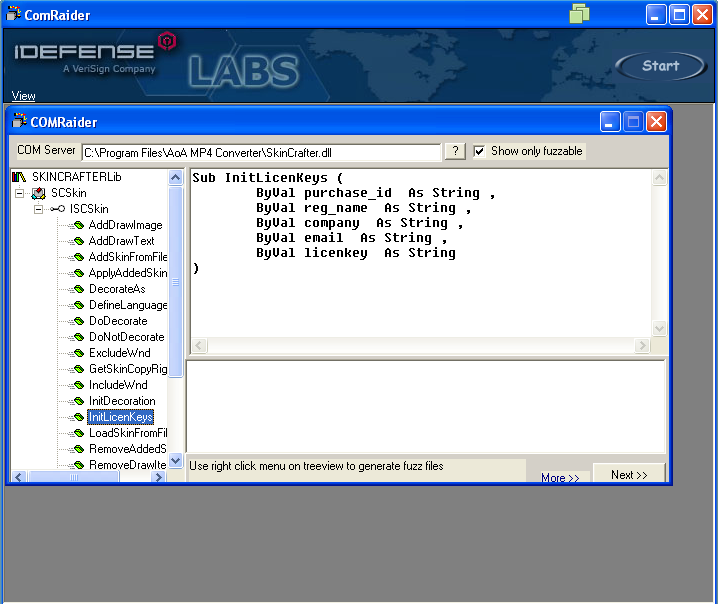 ComRaider
IDEFENSE
A VeriSign Company
LABS
Start
View
COMRaider
COM Server
C:\Program Files\AoA MP4 Converter\SkinCrafter.dll
?
Show only fuzzable
SKINCRAFTERLib
SCSkin
ISCSkin
AddDrawImage
AddDrawText
AddSkinFromFile
ApplyAddedSkin
DecorateAs
DefineLanguage
DoDecorate
DoNotDecorate
ExcludeWnd
GetSkinCopyRig
IncludeWnd
InitDecoration
InitLicenKeys
LoadSkinFromFil
RemoveAddedS
RemoveDrawIte
Sub InitLicenKeys (
ByVal purchase_id As String ,
ByVal reg_name As String ,
ByVal company As String ,
ByVal email As String ,
ByVal licenkey As String
)
Use right click menu on treeview to generate fuzz files
More >>
Next >>